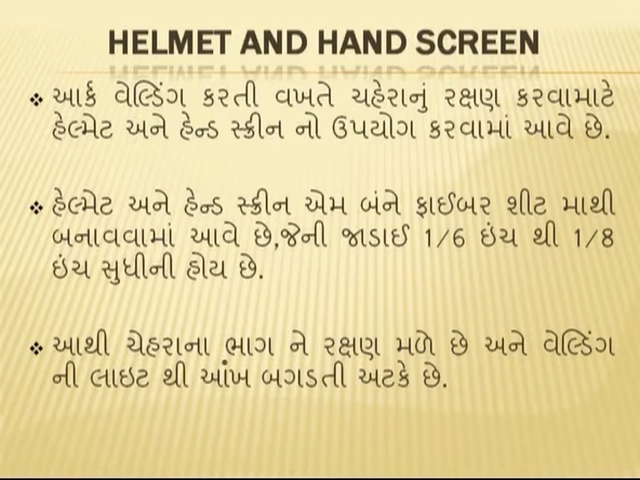 HELMET AND HAND SCREEN
❖ આર્ક વેલ્ડિંગ કરતી વખતે ચહેરાનું રક્ષણ કરવામાટે
હેલ્મેટ અને હેન્ડ સ્ક્રીન નો ઉપયોગ કરવામાં આવે છે.
❖ હેલ્મેટ અને હેન્ડ સ્ક્રીન એમ બંને ફાઈબર શીટ માથી
બનાવવામાં આવે છે,જેની જાડાઈ 1/6 ઇંચ થી 1/8
ઇંચ સુધીની હોય છે.
❖ આથી ચેહરાના ભાગ ને રક્ષણ મળે છે અને વેલ્ડિંગ
ની લાઇટ થી આંખ બગડતી અટકે છે.